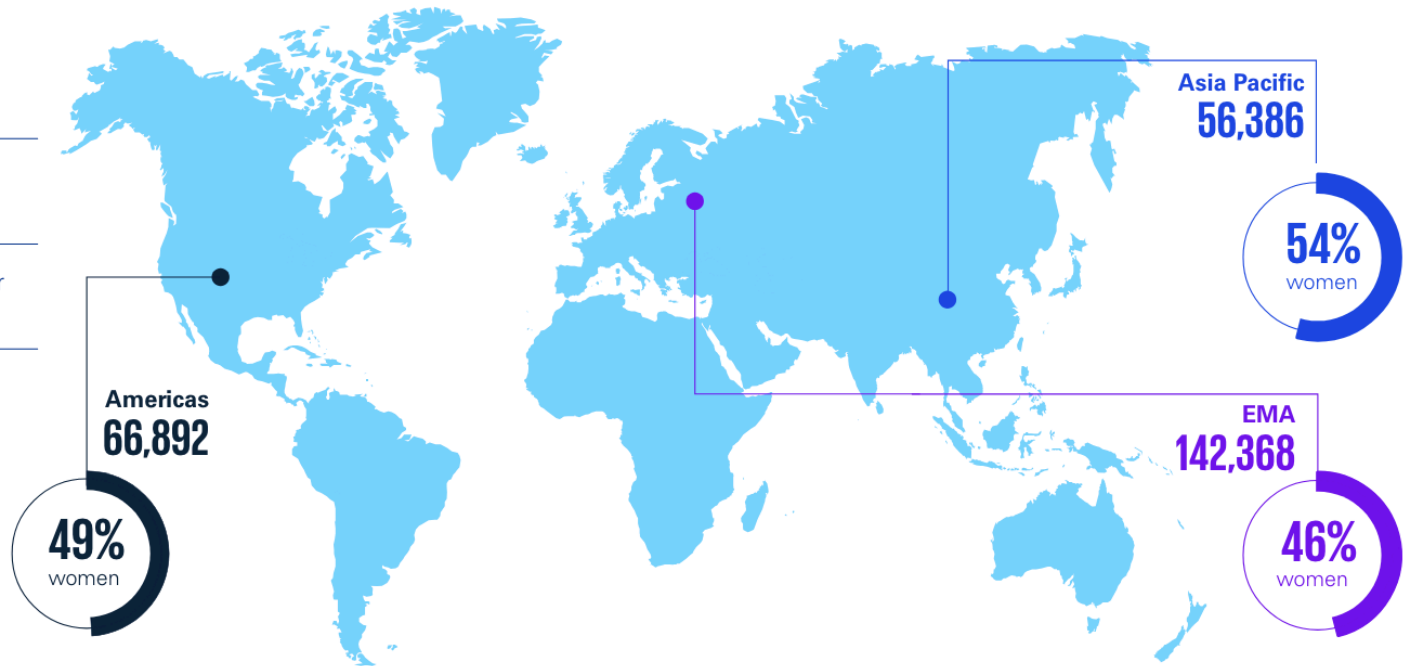 Asia Pacific
56,386
54%
women
Americas
66,892
49%
women
EMA
142,368
46%
women